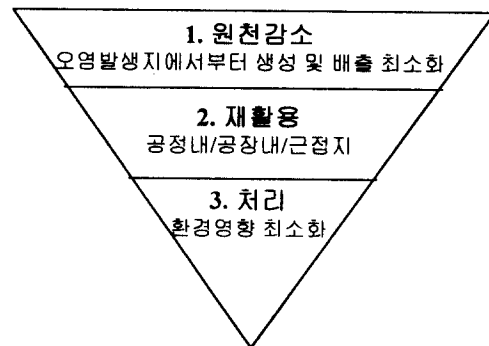 1. 원천감소
오염발생지에서부터 생성 및 배출 최소화
2. 재활용
공정내/공장내/근접지
3. 처리
환경영향 최소화